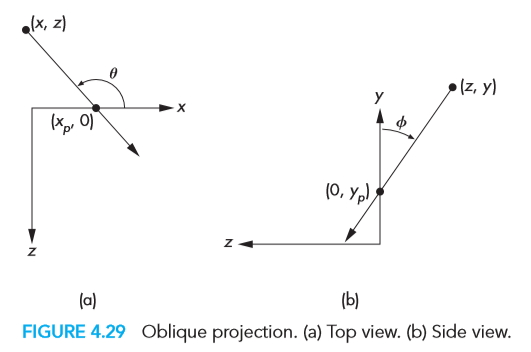 (x, z)
θ
x
(xp, 0)
z
(a)
y
(z, y)
ϕ
(0, yp)
z
(b)
FIGURE 4.29 Oblique projection. (a) Top view. (b) Side view.